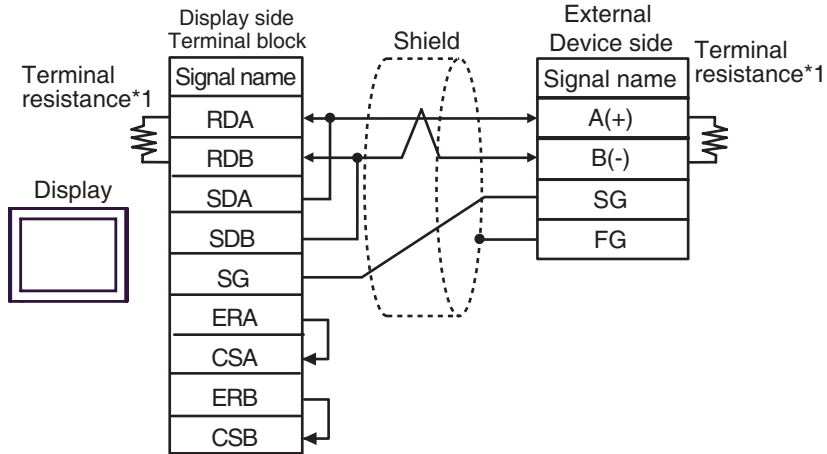 Display side
Terminal block
Shield
External
Device side
Terminal
resistance*1
Terminal
resistance*1
Signal name
RDA
RDB
SDA
SDB
SG
ERA
CSA
ERB
CSB
Signal name
A(+)
B(-)
SG
FG
Display